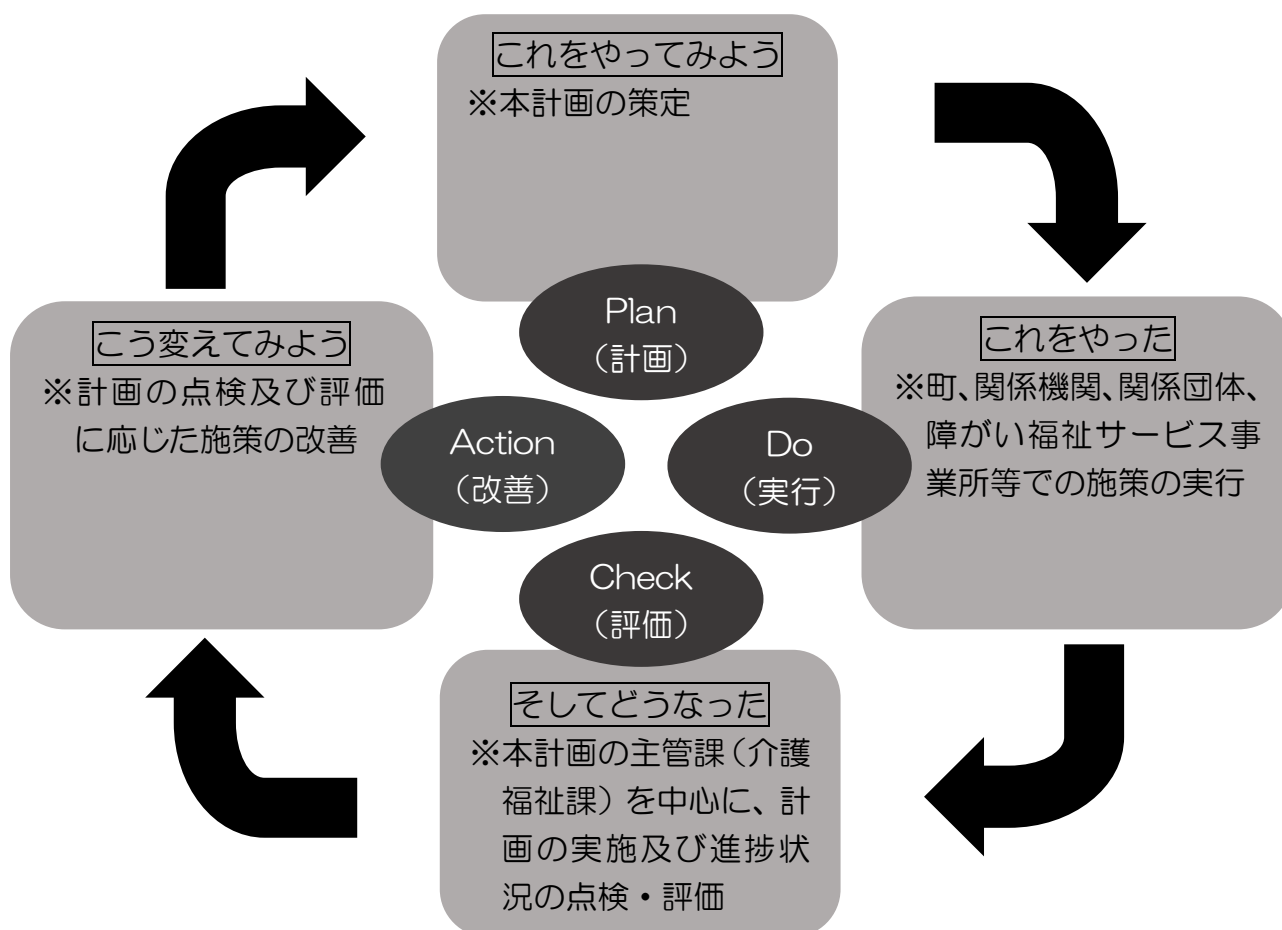 これをやってみよう
※本計画の策定
Plan
（計画）
これをやった
※町、関係機関、関係団体、
障がい福祉サービス事
業所等での施策の実行
Do
（実行）
Check
（評価）
そしてどうなった
※本計画の主管課（介護
福祉課）を中心に、計
画の実施及び進捗状
況の点検・評価
こう変えてみよう
※計画の点検及び評価
に応じた施策の改善
Action
（改善）